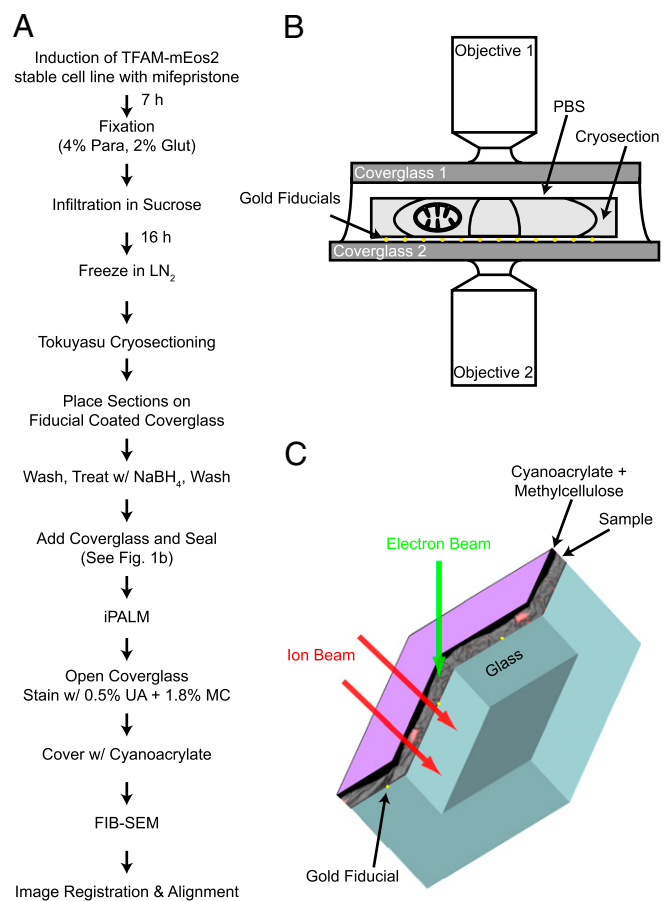 A
Induction of TFAM-mEos2
stable cell line with mifepristone
7 h
Fixation
(4% Para, 2% Glut)
Infiltration in Sucrose
16 h
Freeze in LN₂
Tokuyasu Cryosectioning
Place Sections on
Fiducial Coated Coverglass
Wash, Treat w/ NaBH₄, Wash
Add Coverglass and Seal
(See Fig. 1b)
iPALM
Open Coverglass
Stain w/ 0.5% UA + 1.8% MC
Cover w/ Cyanoacrylate
FIB-SEM
Image Registration & Alignment
B
Objective 1
PBS
Cryosection
Coverglass 1
Gold Fiducials
Coverglass 2
Objective 2
C
Cyanoacrylate +
Methylcellulose
Sample
Electron Beam
Ion Beam
Glass
Gold Fiducial